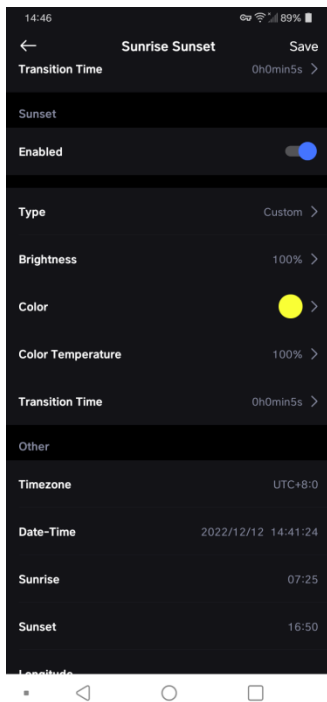 14:46 89%
Sunrise Sunset Save
Transition Time 0h0min5s
Sunset
Enabled
Type Custom
Brightness 100%
Color
Color Temperature 100%
Transition Time 0h0min5s
Other
Timezone UTC+8:0
Date-Time 2022/12/12 14:41:24
Sunrise 07:25
Sunset 16:50
Longitude